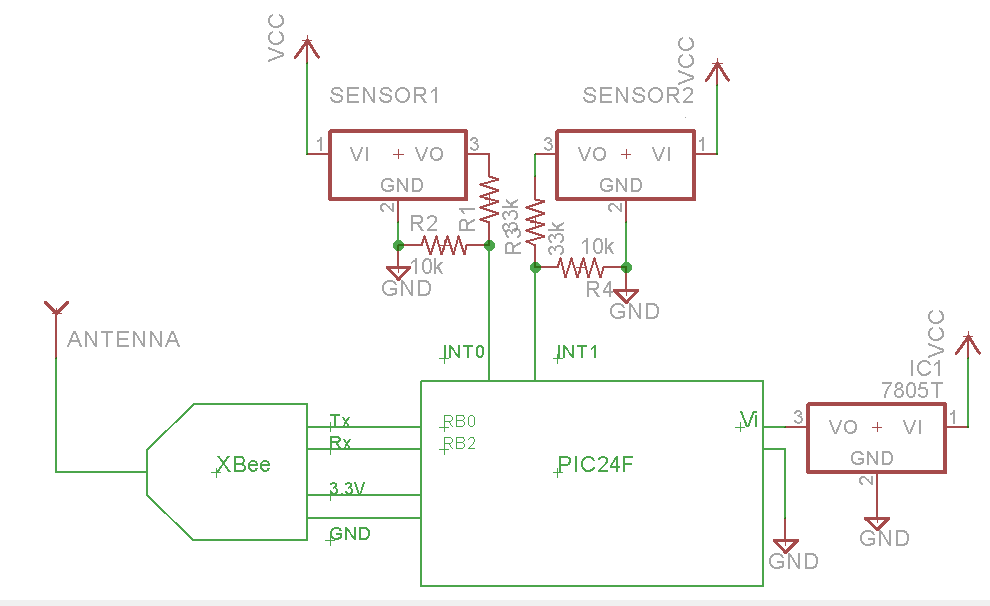 VCC
VCC
SENSOR1
SENSOR2
1
VI + VO
3
GND
2
3
VO + VI
1
GND
2
R1
33k
R2
10k
GND
R3
33k
10k
R4
GND
ANTENNA
INT0
INT1
VCC
IC1
7805T
3
VO + VI
1
GND
2
GND
Tx
Rx
XBee
3.3V
GND
RB0
RB2
PIC24F
Vi
GND